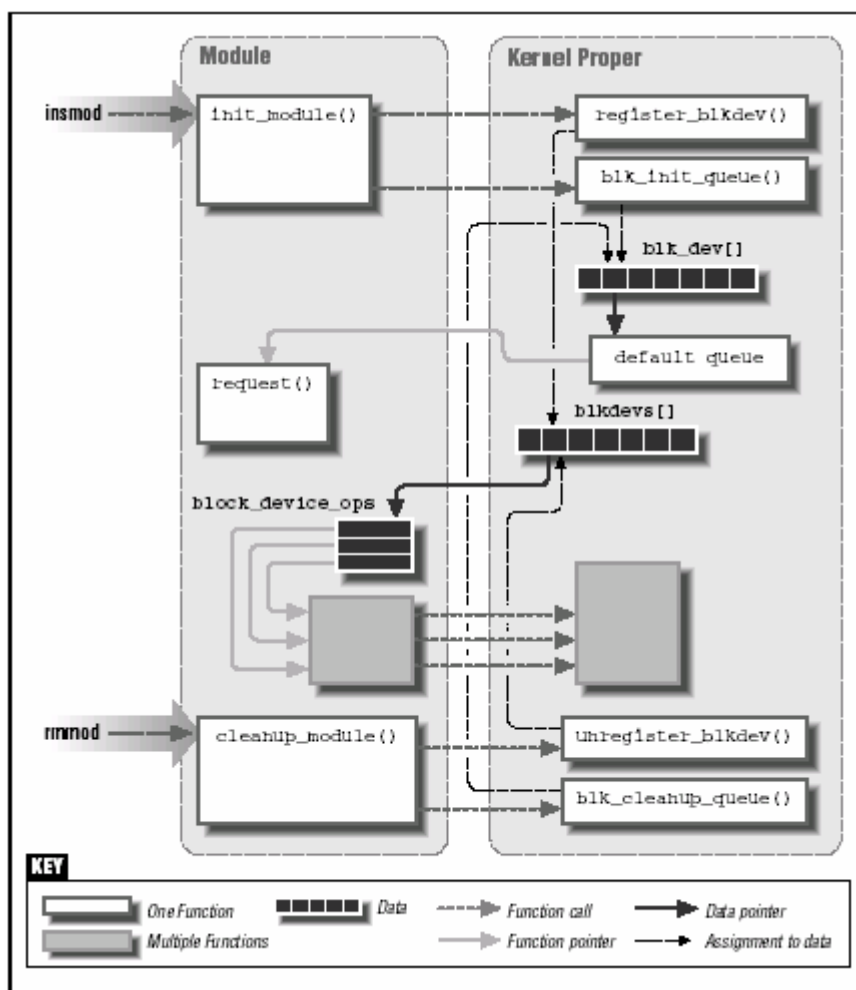 Module
Kernel Proper
insmod
init_module()
register_blkdev()
blk_init_queue()
blk_dev[]
default queue
request()
blkdevs[]
block_device_ops
rmmod
cleanup_module()
unregister_blkdev()
blk_cleanup_queue()
KEY
One Function
Data
Function call
Data pointer
Multiple Functions
Function pointer
Assignment to data